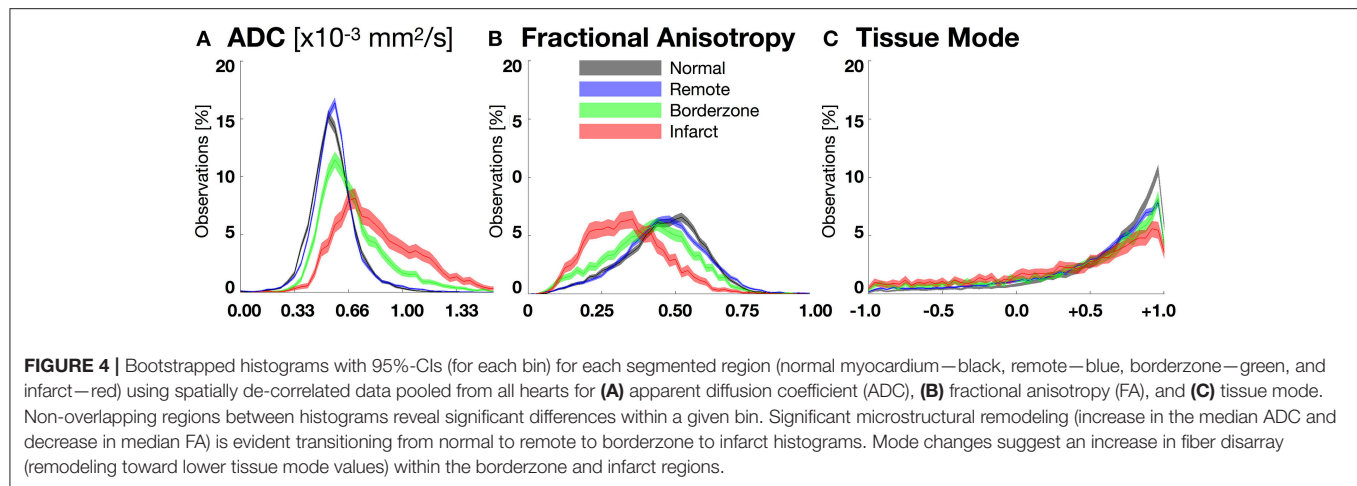 A ADC [x10-3 mm2/s] B Fractional Anisotropy C Tissue Mode
Observations [%]
20
15
10
5
0
0.00 0.33 0.66 1.00 1.33
Observations [%]
20
15
0
5
0
0 0.25 0.50 0.75 1.00
Normal
Remote
Borderzone
Infarct
Observations [%]
20
15
10
5
0
-1.0 -0.5 0.0 +0.5 +1.0
FIGURE 4 | Bootstrapped histograms with 95%-CIs (for each bin) for each segmented region (normal myocardium—black, remote—blue, borderzone—green, and
infarct—red) using spatially de-correlated data pooled from all hearts for (A) apparent diffusion coefficient (ADC), (B) fractional anisotropy (FA), and (C) tissue mode.
Non-overlapping regions between histograms reveal significant differences within a given bin. Significant microstructural remodeling (increase in the median ADC and
decrease in median FA) is evident transitioning from normal to remote to borderzone to infarct histograms. Mode changes suggest an increase in fiber disarray
(remodeling toward lower tissue mode values) within the borderzone and infarct regions.